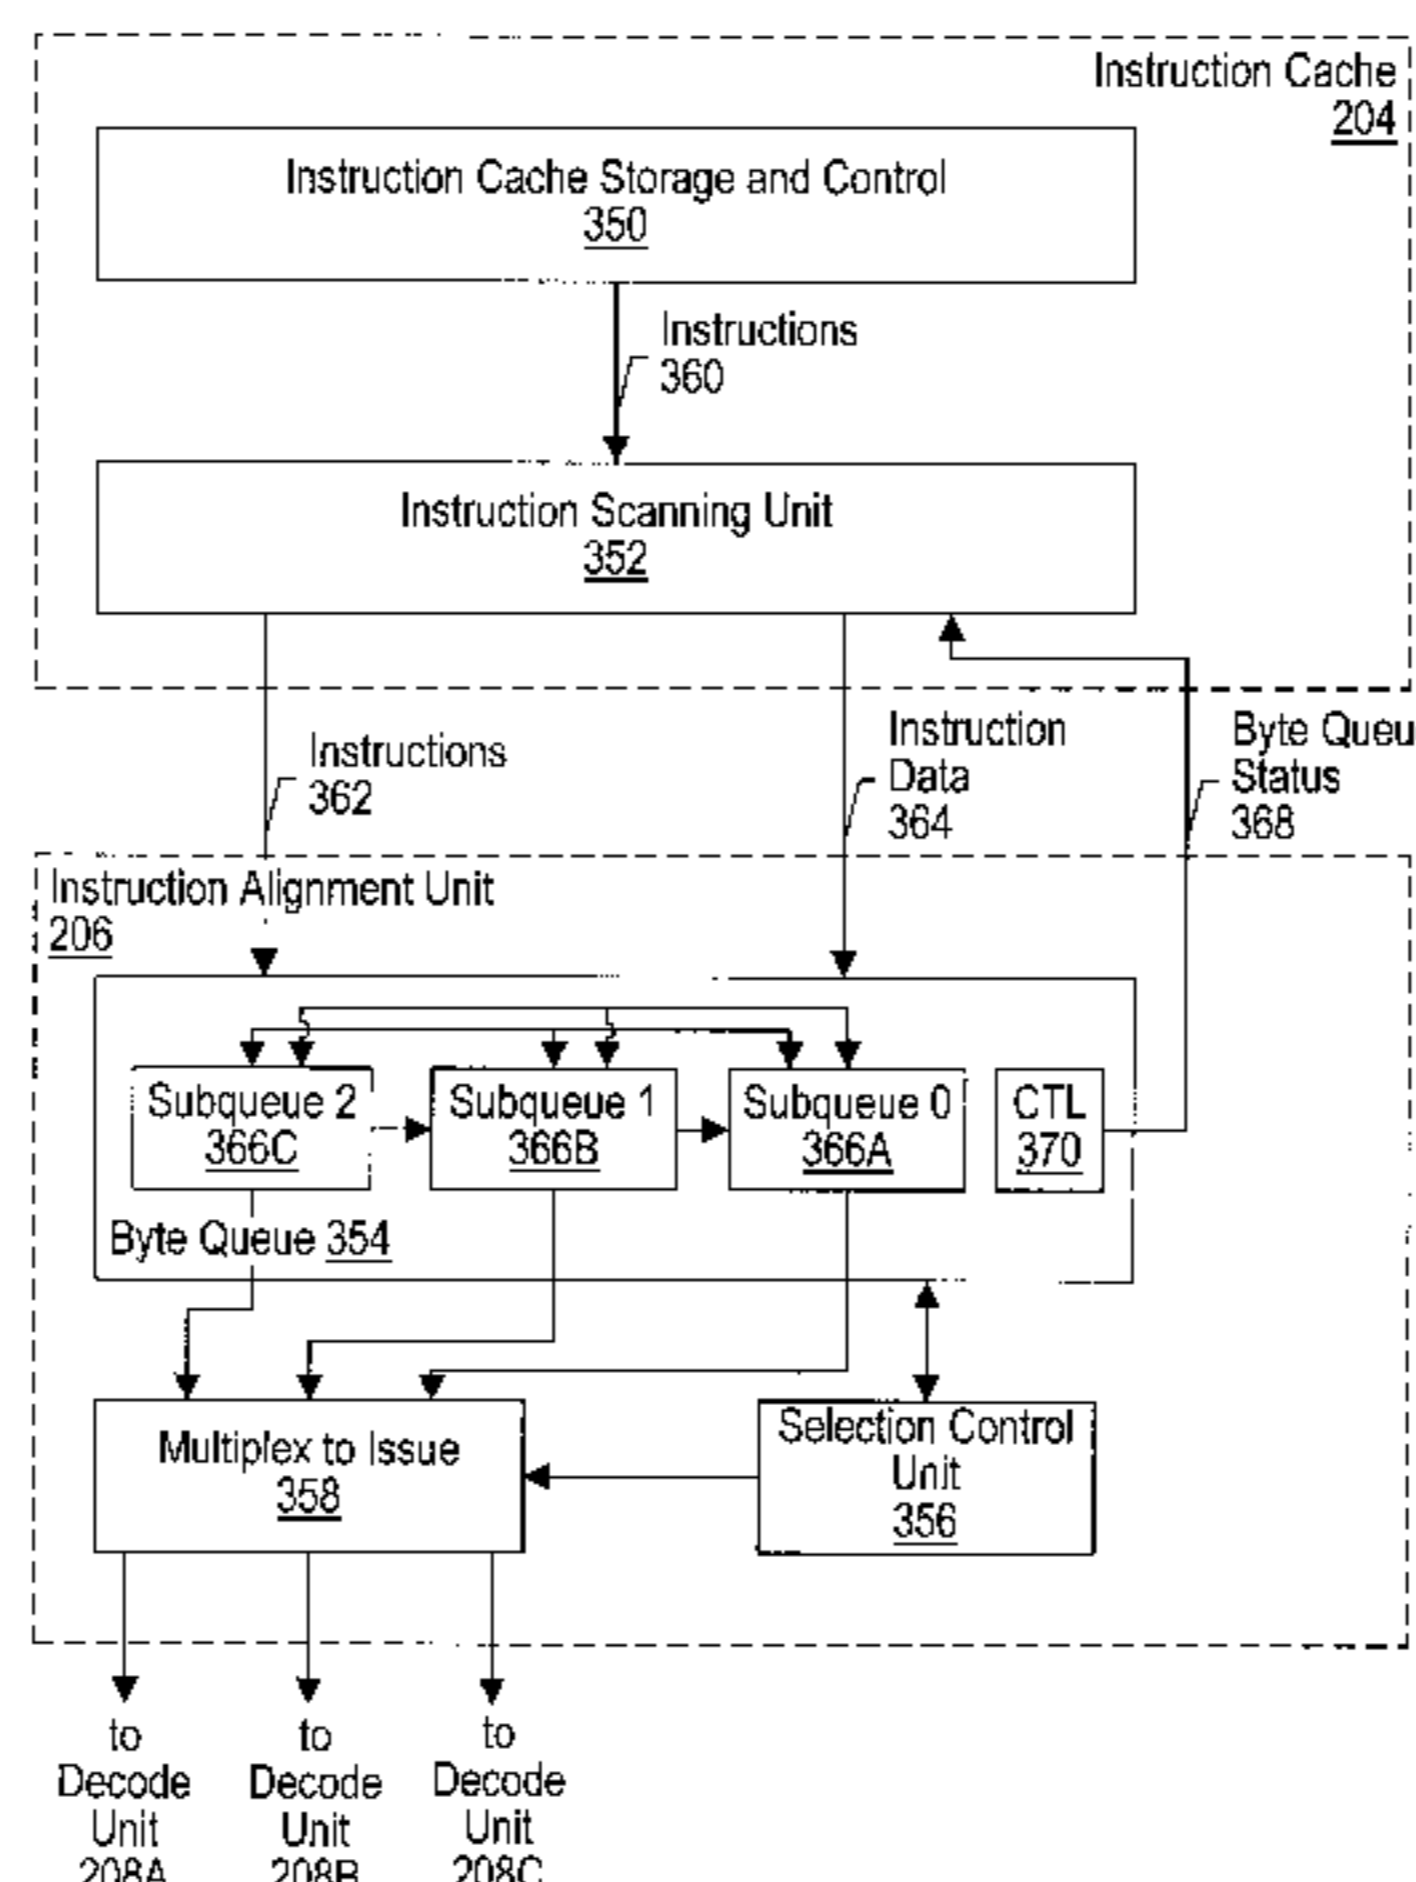 Instruction Cache
204
Instruction Cache Storage and Control
350
Instructions
360
Instruction Scanning Unit
352
Instructions
362
Instruction
Data
364
Byte Queu
Status
368
Instruction Alignment Unit
206
Subqueue 2
366C
Subqueue 1
366B
Subqueue 0
366A
CTL
370
Byte Queue 354
Multiplex to Issue
358
Selection Control
Unit
356
to
Decode
Unit
208A
to
Decode
Unit
208B
to
Decode
Unit
208C